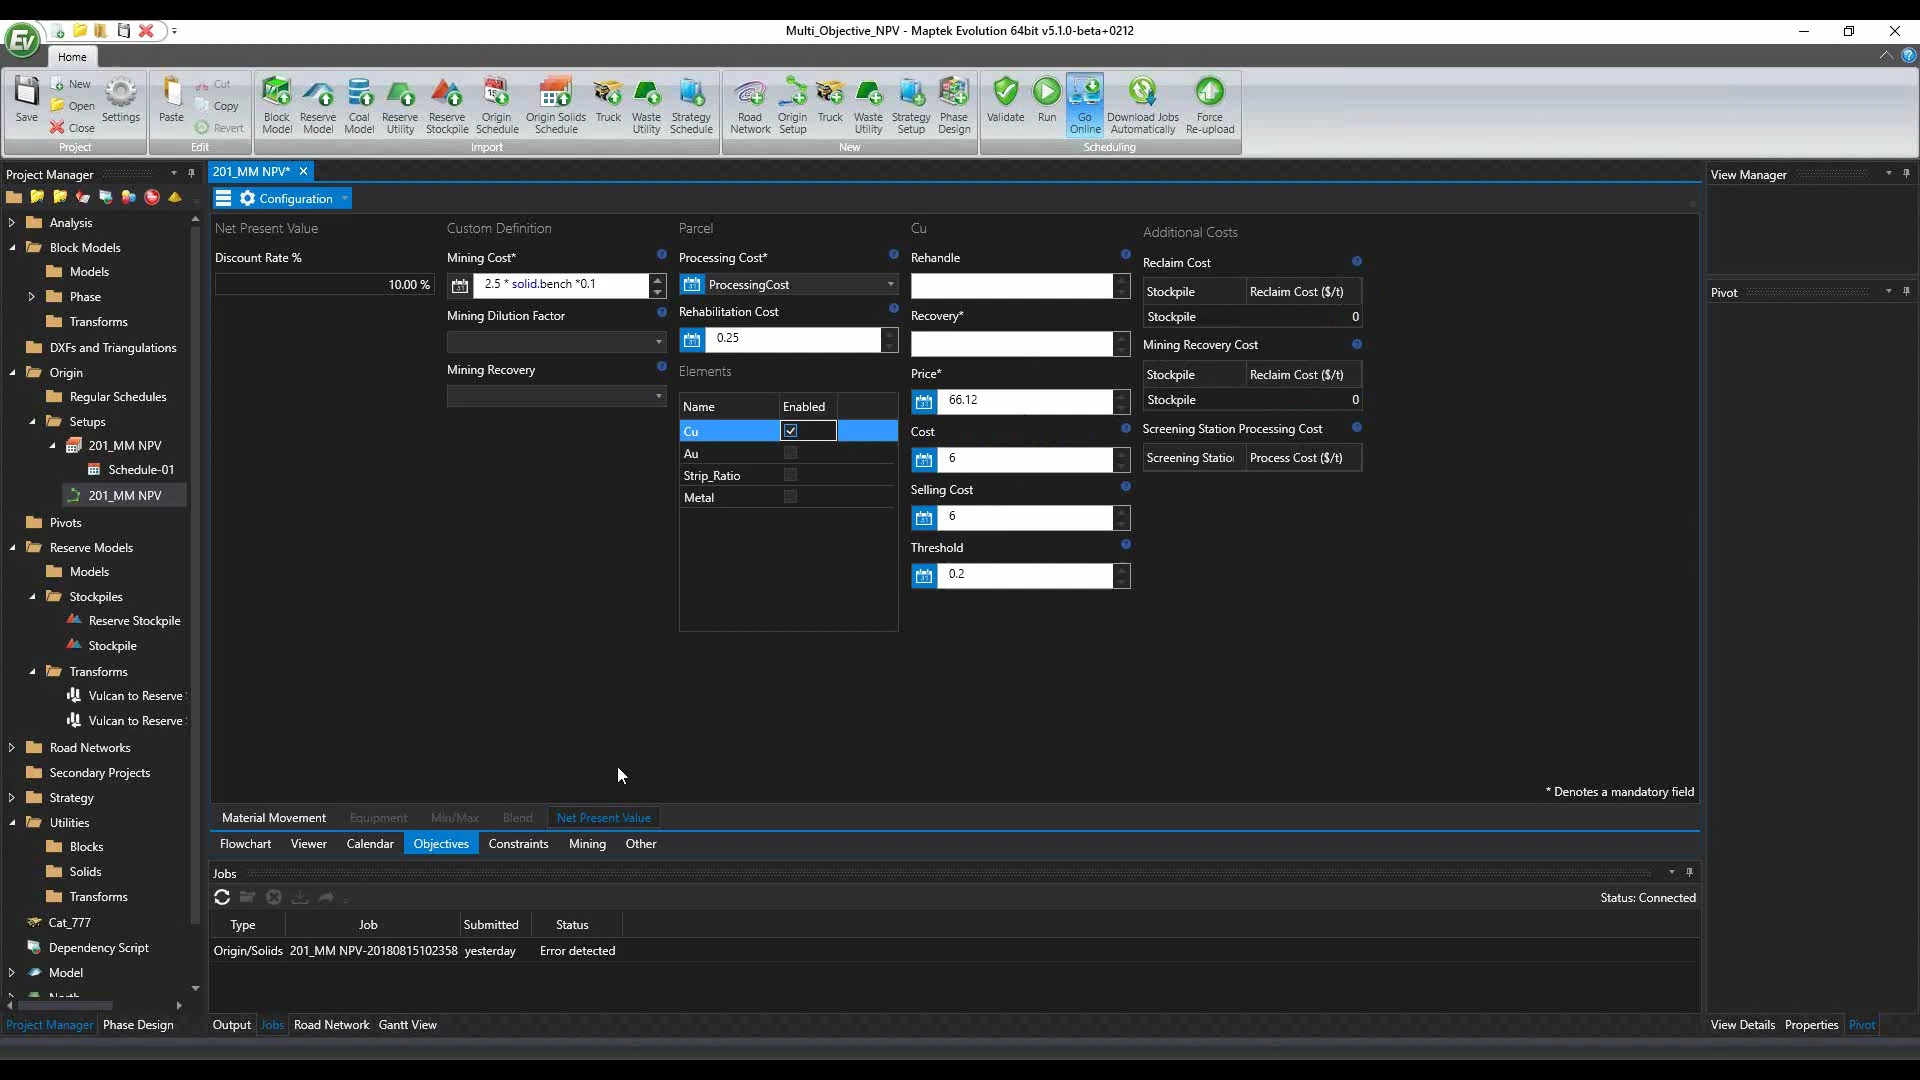 Multi_Objective_NPV - Maptek Evolution 64bit v5.1.0-beta+0212
Ev
Home
Save
New
Open
Close
Settings
Project
Paste
Cut
Copy
Revert
Edit
Block Model
Reserve Model
Coal Model
Reserve Utility
Reserve Stockpile
Origin Schedule
Origin Solids Schedule
Truck
Waste Utility
Strategy Schedule
Import
Road Network
Origin Setup
Truck
Waste Utility
Strategy Setup
Phase Design
New
Validate
Run
Go Online
Download Jobs Automatically
Force Re-upload
Scheduling
Project Manager
Analysis
Block Models
Models
Phase
Transforms
DXFs and Triangulations
Origin
Regular Schedules
Setups
201_MM NPV
Schedule-01
201_MM NPV
Pivots
Reserve Models
Models
Stockpiles
Reserve Stockpile
Stockpile
Transforms
Vulcan to Reserve
Vulcan to Reserve
Road Networks
Secondary Projects
Strategy
Utilities
Blocks
Solids
Transforms
Cat_777
Dependency Script
Model
North
Project Manager Phase Design
201_MM NPV*
Configuration
Net Present Value
Discount Rate %
10.00 %
Custom Definition
Mining Cost*
2.5 * solid.bench *0.1
Mining Dilution Factor
Mining Recovery
Parcel
Processing Cost*
ProcessingCost
Rehabilitation Cost
0.25
Elements
Name Enabled
Cu
Au
Strip_Ratio
Metal
Cu
Rehandle
Recovery*
Price*
66.12
Cost
6
Selling Cost
6
Threshold
0.2
Additional Costs
Reclaim Cost
Stockpile Reclaim Cost ($/t)
Stockpile 0
Mining Recovery Cost
Stockpile Reclaim Cost ($/t)
Stockpile 0
Screening Station Processing Cost
Screening Statio Process Cost ($/t)
* Denotes a mandatory field
Material Movement Equipment Min/Max Blend Net Present Value
Flowchart Viewer Calendar Objectives Constraints Mining Other
Jobs
Status: Connected
Type Job Submitted Status
Origin/Solids 201_MM NPV-20180815102358 yesterday Error detected
Output Jobs Road Network Gantt View
View Manager
Pivot
View Details Properties Pivot